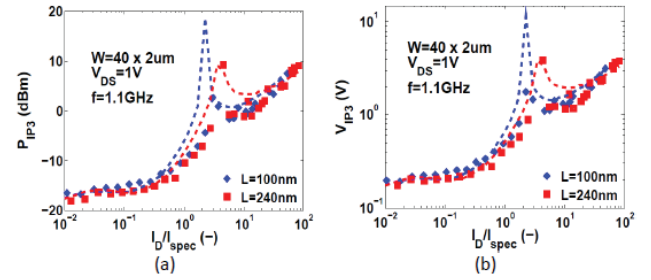 20
10
0
−10
−20
P_IP3 (dBm)
W=40 x 2um
V_DS=1V
f=1.1GHz
L=100nm
L=240nm
10^−2 10^−1 10^0 10^1 10^2
I_D/I_spec (−)
(a)
10^1
10^0
10^−1
V_IP3 (V)
W=40 x 2um
V_DS=1V
f=1.1GHz
L=100nm
L=240nm
10^−2 10^−1 10^0 10^1 10^2
I_D/I_spec (−)
(b)